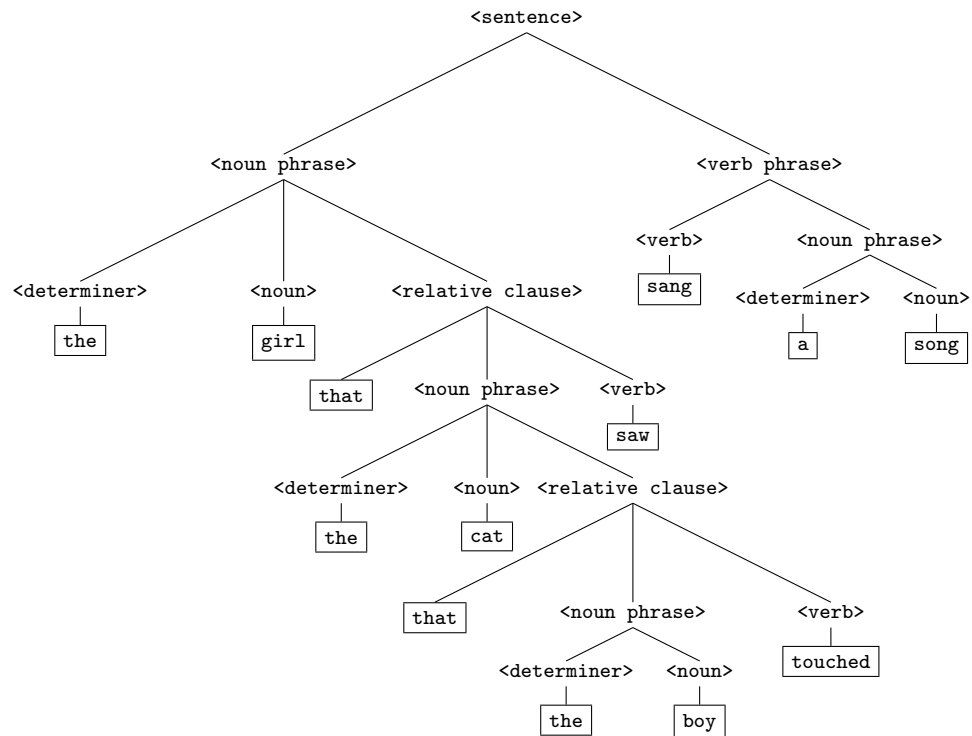 <sentence>
<noun phrase> <verb phrase>
<verb> <noun phrase>
sang
<determiner> <noun> <relative clause> <determiner> <noun>
the girl a song
that <noun phrase> <verb>
saw
<determiner> <noun> <relative clause>
the cat
that <noun phrase> <verb>
touched
<determiner> <noun>
the boy